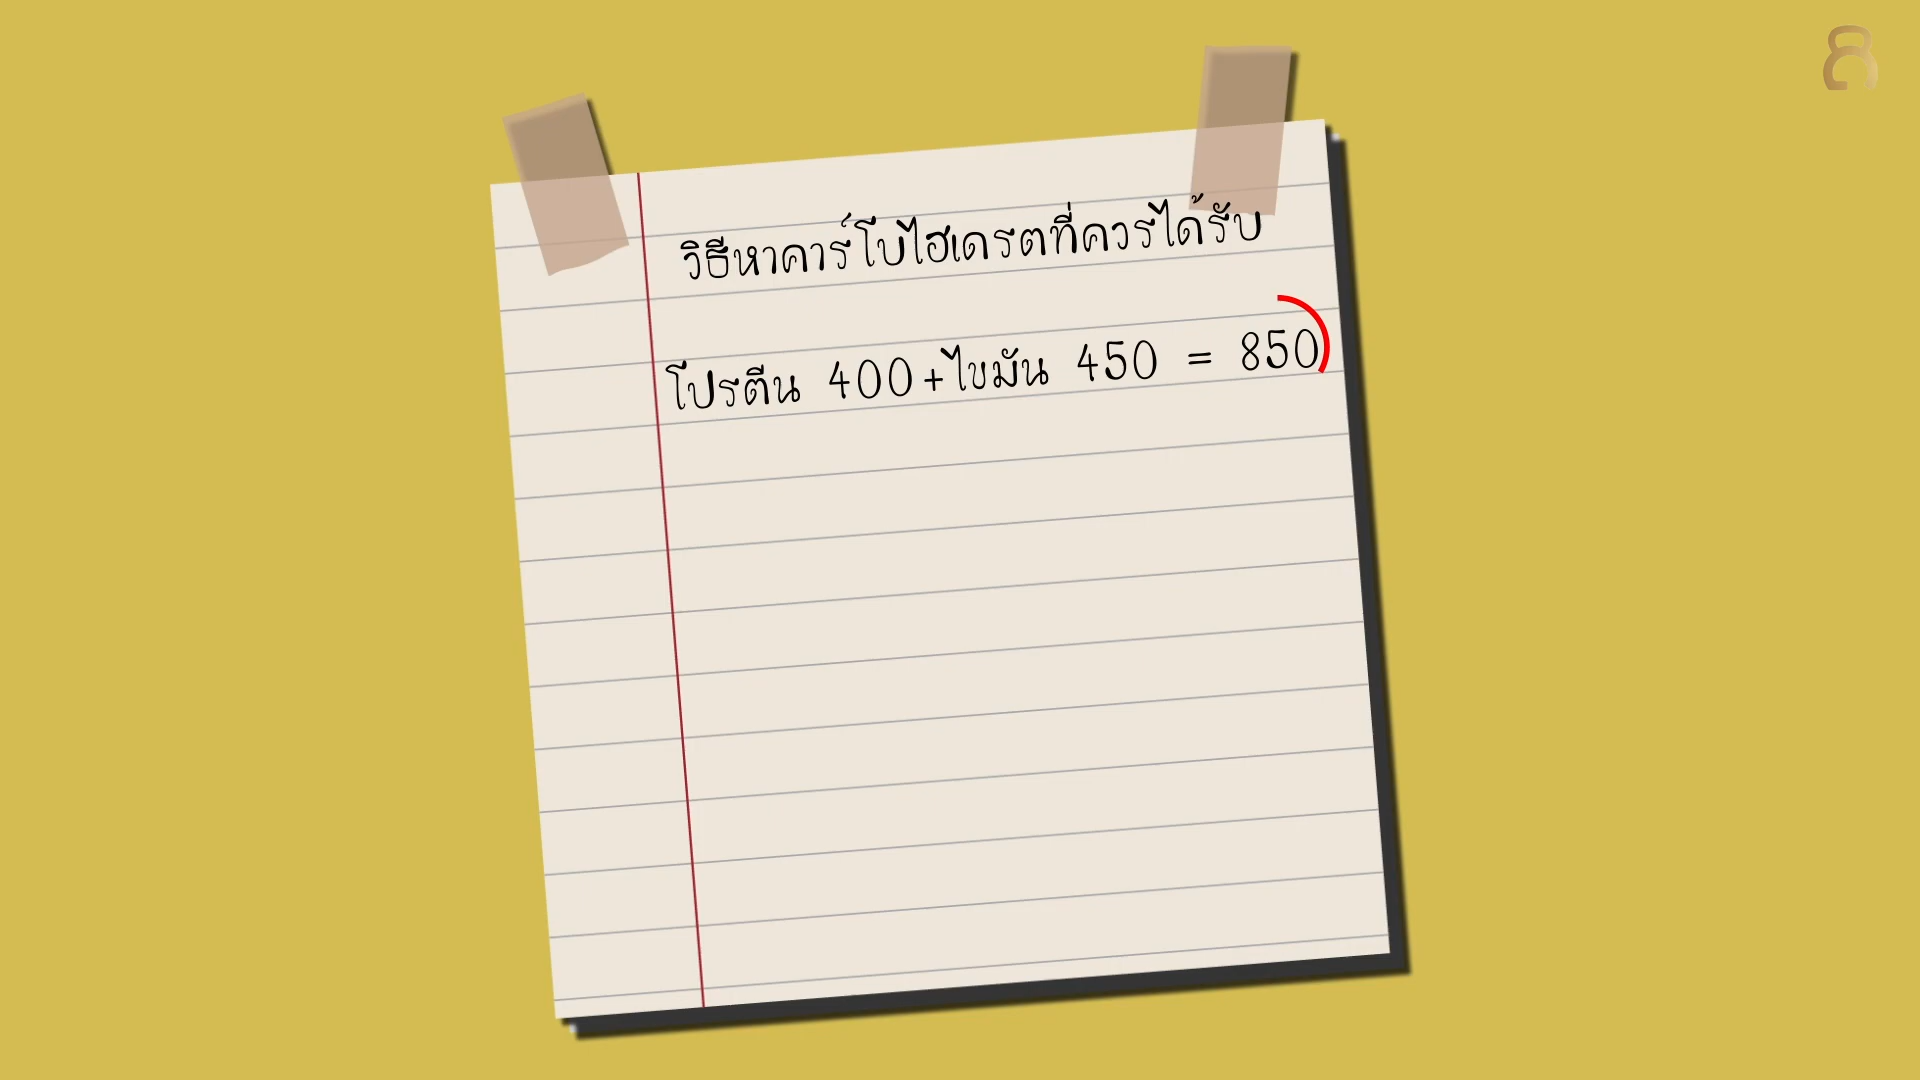 วิธีหาคาร์โบไฮเดรตที่ควรได้รับ
โปรตีน 400+ไขมัน 450 = 850